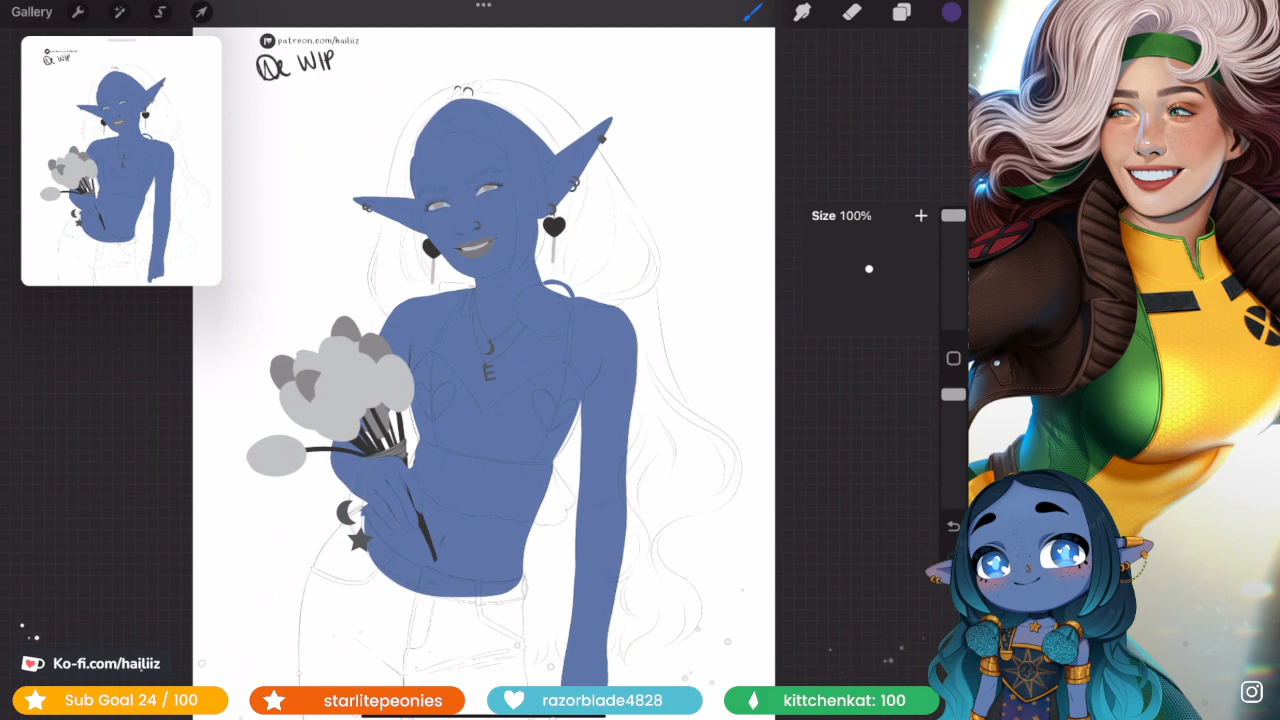 Gallery
patreon.com/hailiiz
WIP
Size 100%
E
Ko-fi.com/hailiiz
Sub Goal 24 / 100
starlitepeonies
razorblade4828
kittchenkat: 100